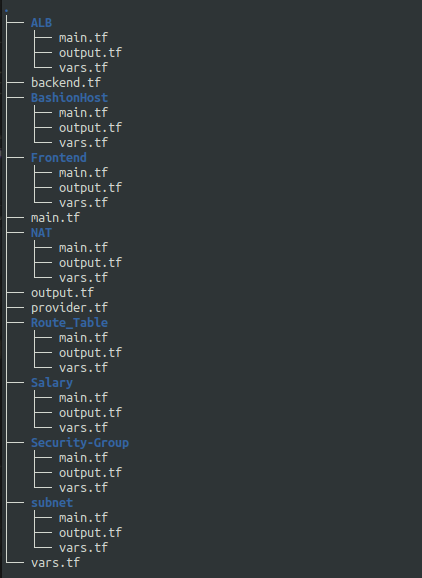 .
ALB
main.tf
output.tf
vars.tf
backend.tf
BashionHost
main.tf
output.tf
vars.tf
Frontend
main.tf
output.tf
vars.tf
main.tf
NAT
main.tf
output.tf
vars.tf
output.tf
provider.tf
Route_Table
main.tf
output.tf
vars.tf
Salary
main.tf
output.tf
vars.tf
Security-Group
main.tf
output.tf
vars.tf
subnet
main.tf
output.tf
vars.tf
vars.tf